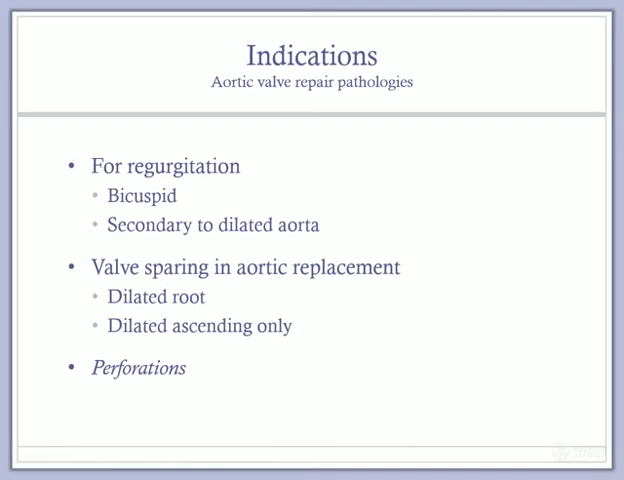 Indications
Aortic valve repair pathologies
• For regurgitation
• Bicuspid
• Secondary to dilated aorta
• Valve sparing in aortic replacement
• Dilated root
• Dilated ascending only
• Perforations